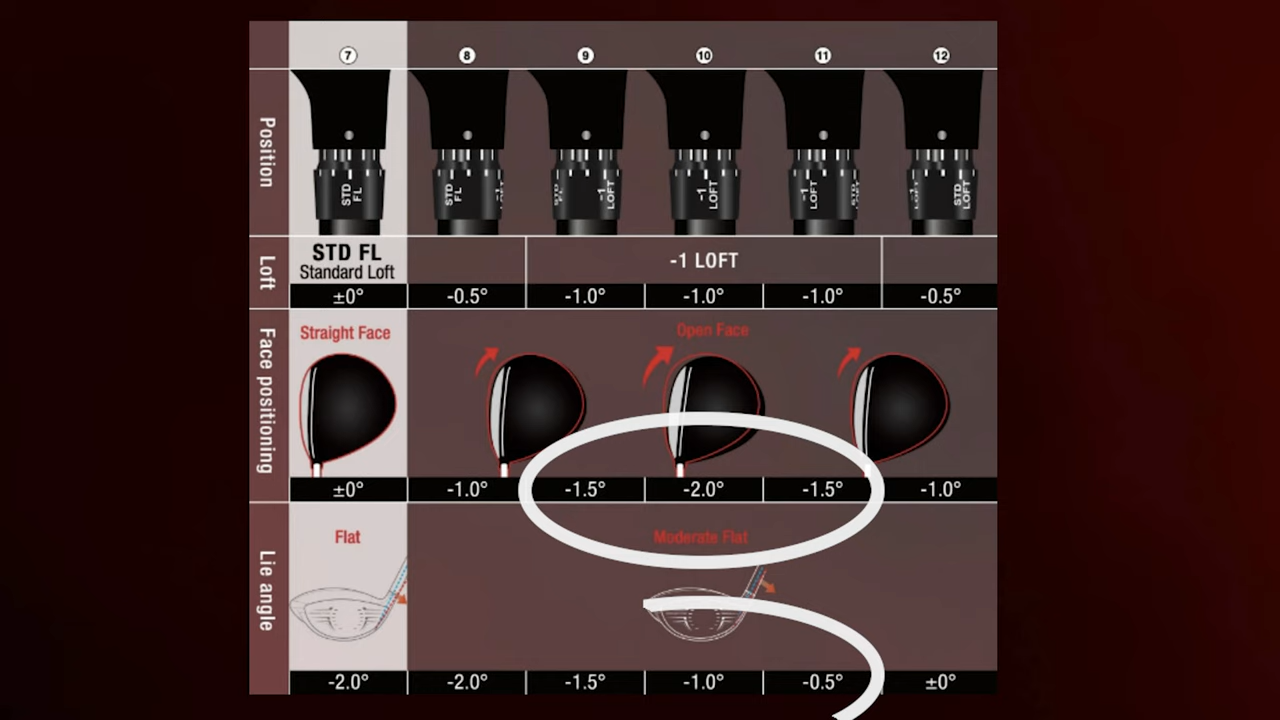 7 8 9 10 11 12
Position
STD FL
STD FL
-1 LOFT
-1 LOFT
-1 LOFT
STD LOFT
Loft
STD FL
Standard Loft
-1 LOFT
±0° -0.5° -1.0° -1.0° -1.0° -0.5°
Face positioning
Straight Face
Open Face
±0° -1.0° -1.5° -2.0° -1.5° -1.0°
Lie angle
Flat
Moderate Flat
-2.0° -2.0° -1.5° -1.0° -0.5° ±0°